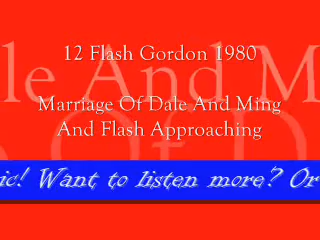 12 Flash Gordon 1980
Marriage Of Dale And Ming
And Flash Approaching
ic! Want to listen more? Or